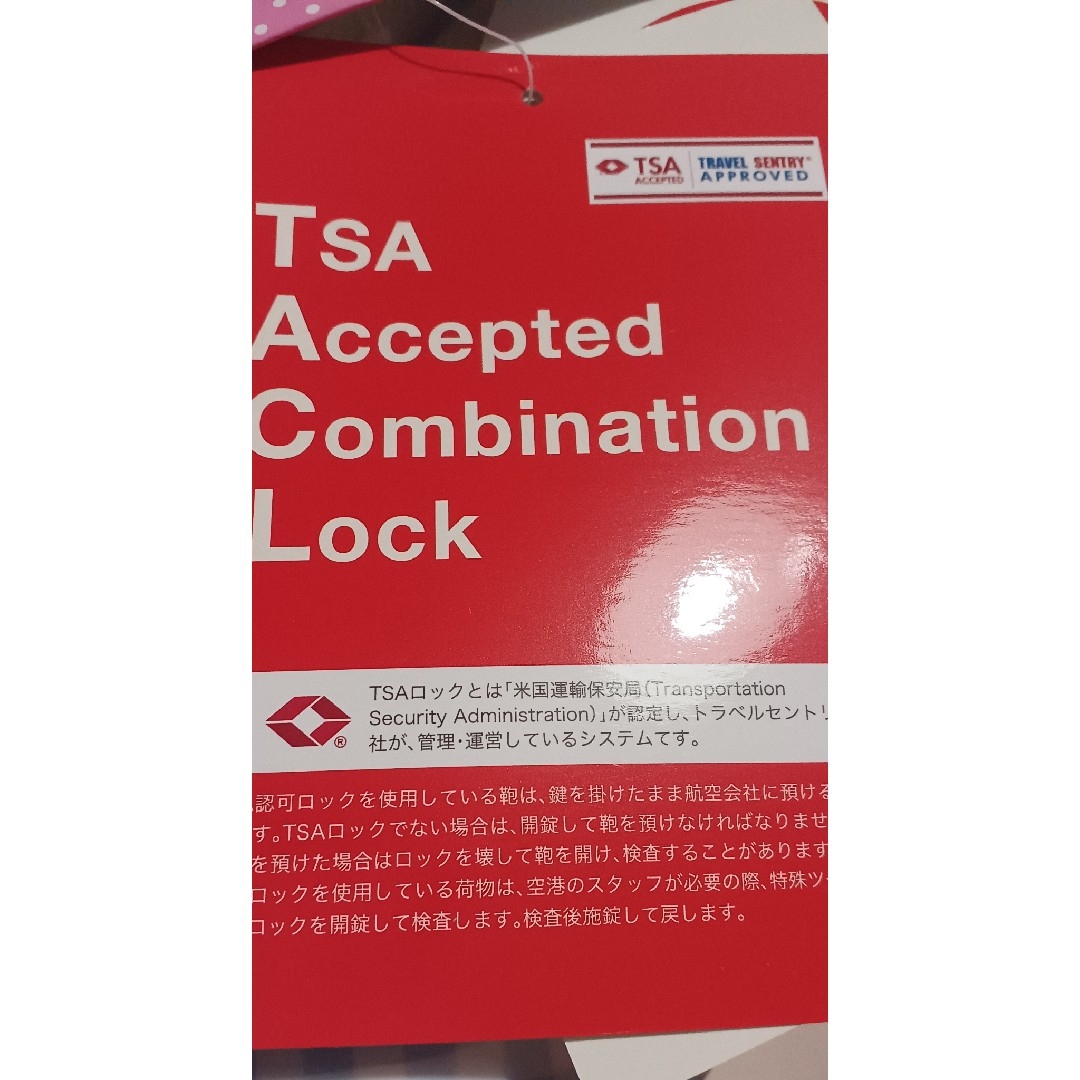 TSA ACCEPTED
TRAVEL SENTRY® APPROVED
TSA
Accepted
Combination
Lock
TSAロックとは「米国運輸保安局(Transportation
Security Administration)」が認定し、トラベルセントリ
社が、管理・運営しているシステムです。
®
認可ロックを使用している鞄は、鍵を掛けたまま航空会社に預ける
す。TSAロックでない場合は、開錠して鞄を預けなければなりませ
を預けた場合はロックを壊して鞄を開け、検査することがあります
ロックを使用している荷物は、空港のスタッフが必要の際、特殊ツー
ロックを開錠して検査します。検査後施錠して戻します。